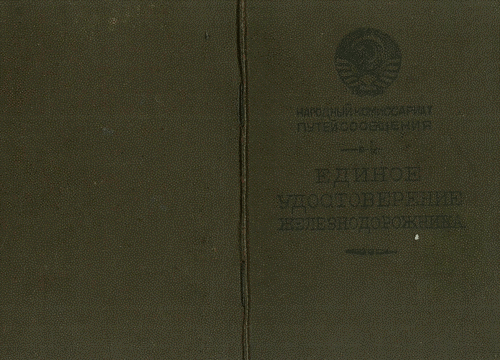 НАРОДНЫЙ КОМИССАРИАТ
ПУТЕЙ СООБЩЕНИЯ
ЕДИНОЕ
УДОСТОВЕРЕНИЕ
ЖЕЛЕЗНОДОРОЖНИКА